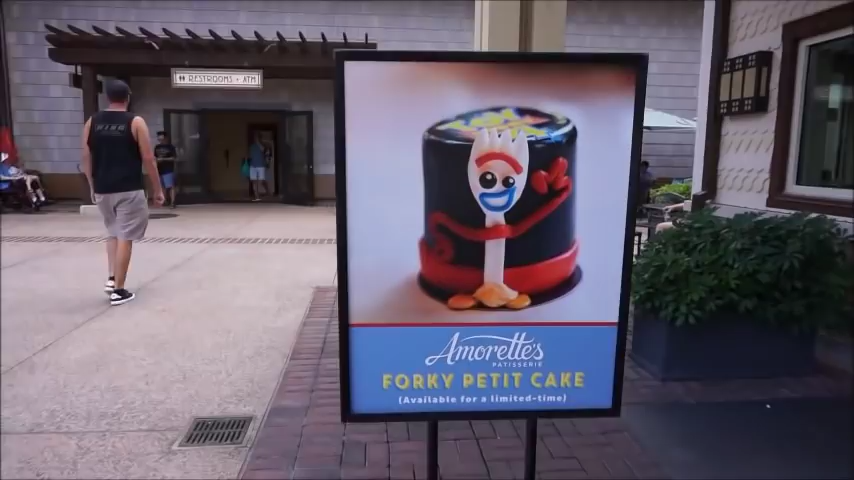 RESTROOMS & ATM
Amorette's
PATISSERIE
FORKY PETIT CAKE
(Available for a limited-time)